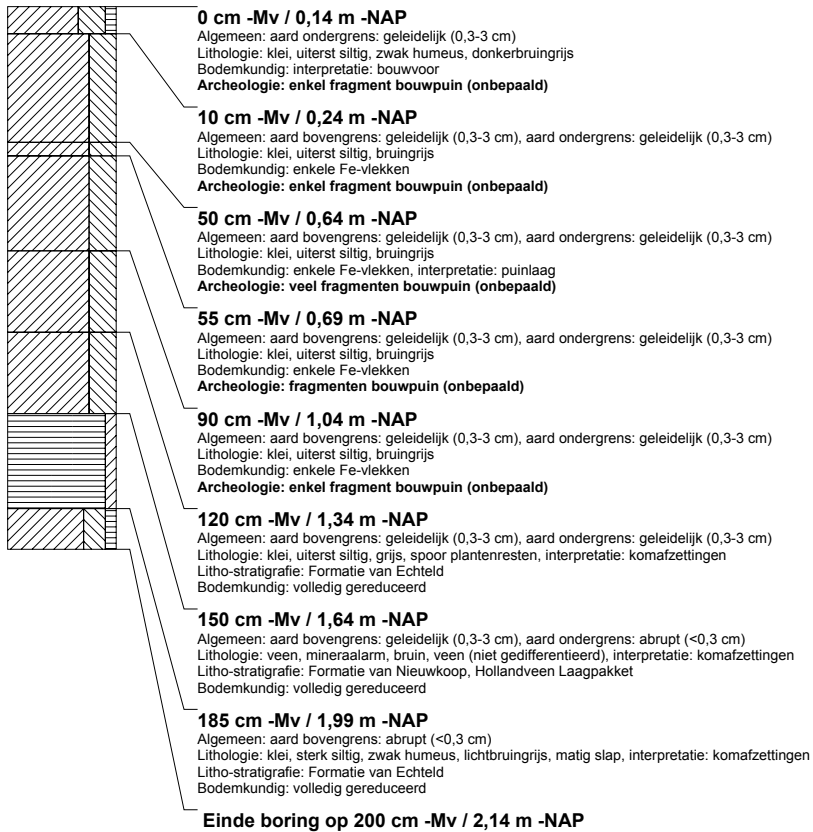 0 cm -Mv / 0,14 m -NAP
Algemeen: aard ondergrens: geleidelijk (0,3-3 cm)
Lithologie: klei, uiterst siltig, zwak humeus, donkerbruingrijs
Bodemkundig: interpretatie: bouwvoor
Archeologie: enkel fragment bouwpuin (onbepaald)
10 cm -Mv / 0,24 m -NAP
Algemeen: aard bovengrens: geleidelijk (0,3-3 cm), aard ondergrens: geleidelijk (0,3-3 cm)
Lithologie: klei, uiterst siltig, bruingrijs
Bodemkundig: enkele Fe-vlekken
Archeologie: enkel fragment bouwpuin (onbepaald)
50 cm -Mv / 0,64 m -NAP
Algemeen: aard bovengrens: geleidelijk (0,3-3 cm), aard ondergrens: geleidelijk (0,3-3 cm)
Lithologie: klei, uiterst siltig, bruingrijs
Bodemkundig: enkele Fe-vlekken, interpretatie: puinlaag
Archeologie: veel fragmenten bouwpuin (onbepaald)
55 cm -Mv / 0,69 m -NAP
Algemeen: aard bovengrens: geleidelijk (0,3-3 cm), aard ondergrens: geleidelijk (0,3-3 cm)
Lithologie: klei, uiterst siltig, bruingrijs
Bodemkundig: enkele Fe-vlekken
Archeologie: fragmenten bouwpuin (onbepaald)
90 cm -Mv / 1,04 m -NAP
Algemeen: aard bovengrens: geleidelijk (0,3-3 cm), aard ondergrens: geleidelijk (0,3-3 cm)
Lithologie: klei, uiterst siltig, bruingrijs
Bodemkundig: enkele Fe-vlekken
Archeologie: enkel fragment bouwpuin (onbepaald)
120 cm -Mv / 1,34 m -NAP
Algemeen: aard bovengrens: geleidelijk (0,3-3 cm), aard ondergrens: geleidelijk (0,3-3 cm)
Lithologie: klei, uiterst siltig, grijs, spoor plantenresten, interpretatie: komafzettingen
Litho-stratigrafie: Formatie van Echteld
Bodemkundig: volledig gereduceerd
150 cm -Mv / 1,64 m -NAP
Algemeen: aard bovengrens: geleidelijk (0,3-3 cm), aard ondergrens: abrupt (<0,3 cm)
Lithologie: veen, mineraalarm, bruin, veen (niet gedifferentieerd), interpretatie: komafzettingen
Litho-stratigrafie: Formatie van Nieuwkoop, Hollandveen Laagpakket
Bodemkundig: volledig gereduceerd
185 cm -Mv / 1,99 m -NAP
Algemeen: aard bovengrens: abrupt (<0,3 cm)
Lithologie: klei, sterk siltig, zwak humeus, lichtbruingrijs, matig slap, interpretatie: komafzettingen
Litho-stratigrafie: Formatie van Echteld
Bodemkundig: volledig gereduceerd
Einde boring op 200 cm -Mv / 2,14 m -NAP